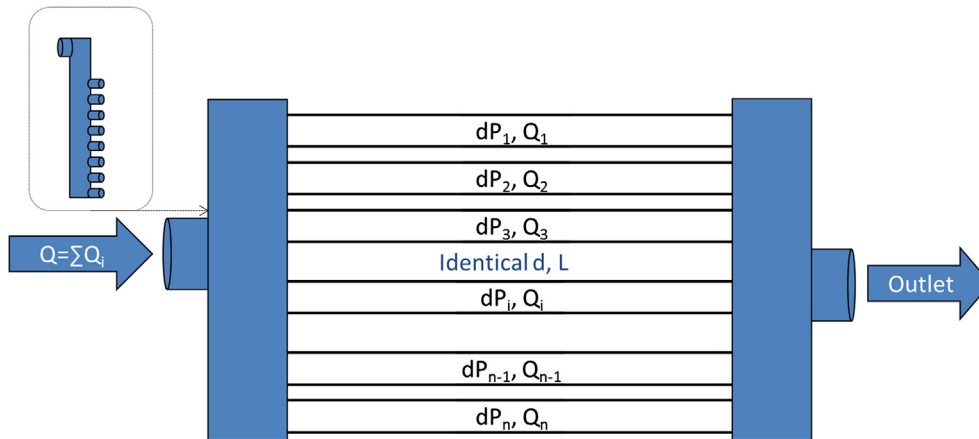 dP₁, Q₁
dP₂, Q₂
dP₃, Q₃
Q=∑Qᵢ
Identical d, L
Outlet
dPᵢ, Qᵢ
dPₙ₋₁, Qₙ₋₁
dPₙ, Qₙ